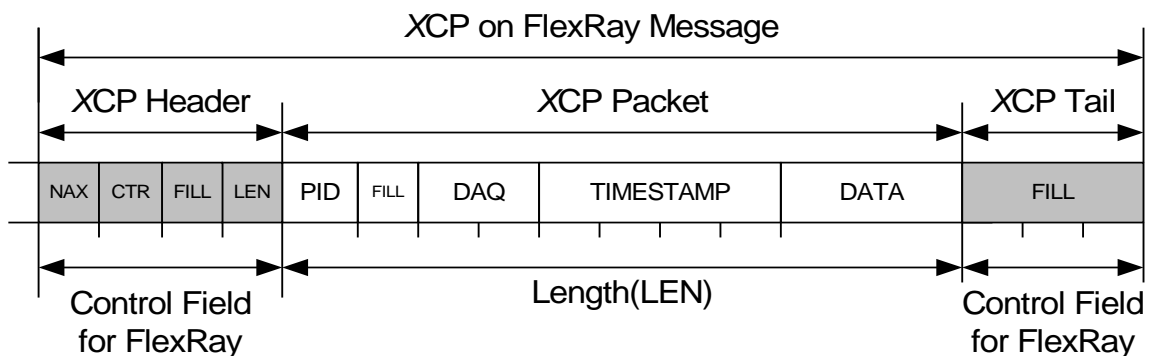 XCP on FlexRay Message
XCP Header XCP Packet XCP Tail
NAX CTR FILL LEN PID FILL DAQ TIMESTAMP DATA FILL
Control Field for FlexRay
Length(LEN)
Control Field for FlexRay